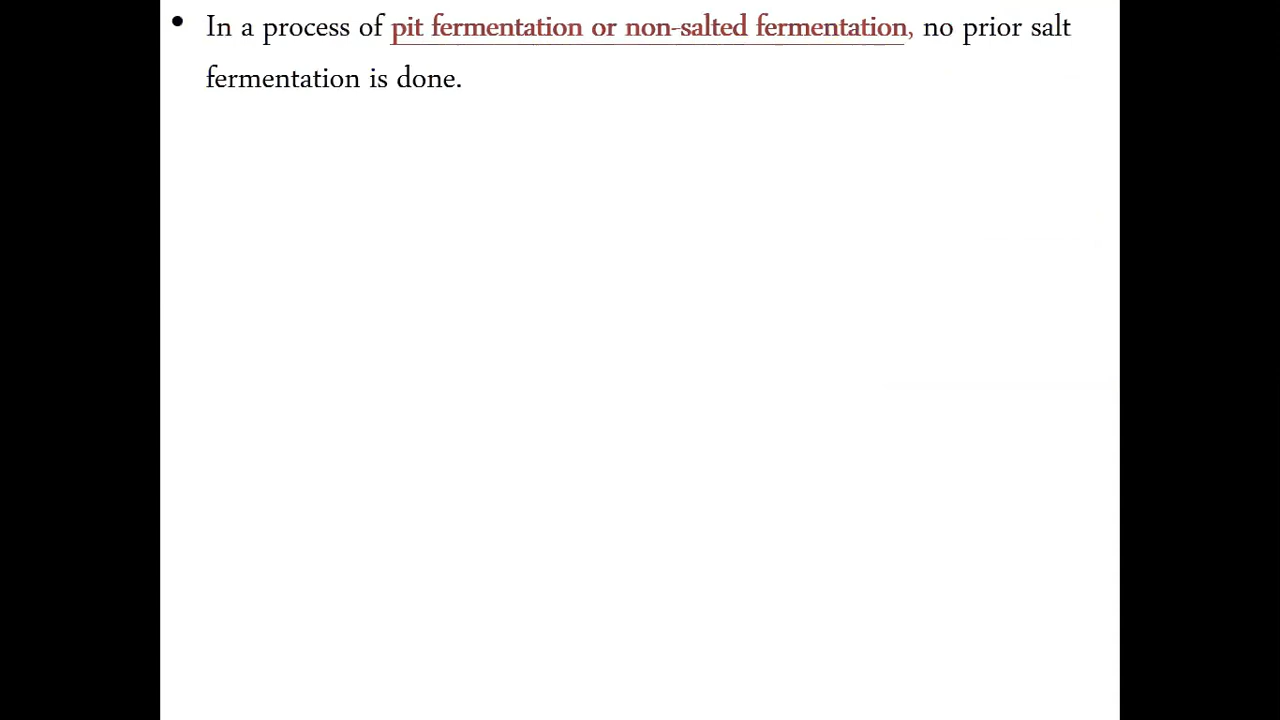 • In a process of pit fermentation or non-salted fermentation, no prior salt
fermentation is done.